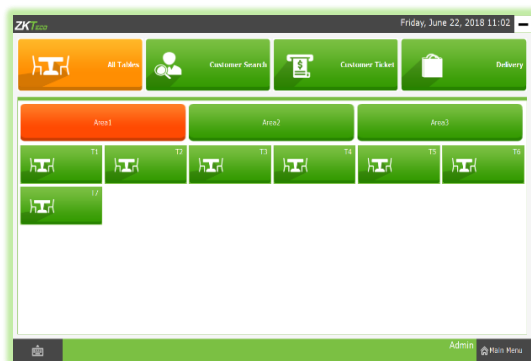 ZKTeco
Friday, June 22, 2018 11:02
All Tables
Customer Search
Customer Ticket
Delivery
Area1
Area2
Area3
T1
T2
T3
T4
T5
T6
T7
Admin
Main Menu